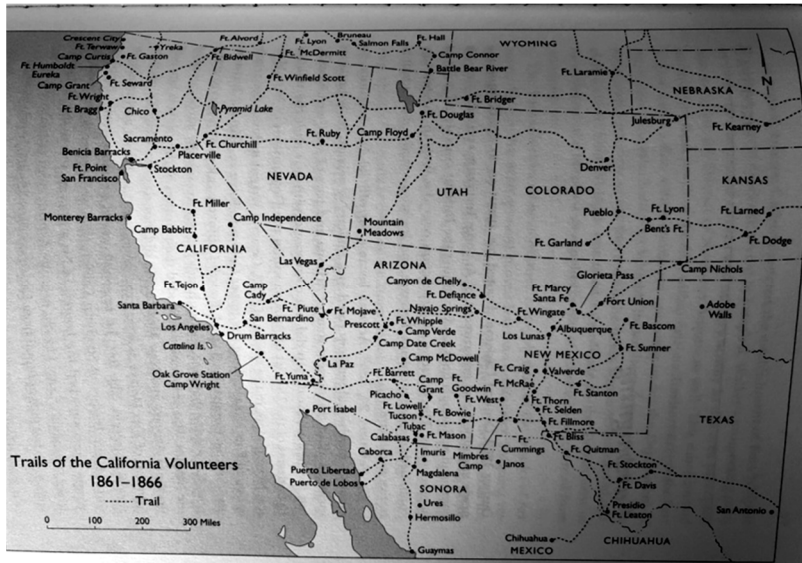 Crescent City
Ft. Terwaw
Camp Curtis
Ft. Gaston
Ft. Humboldt
Eureka
Camp Grant
Ft. Seward
Ft. Wright
Ft. Bragg
Yreka
Ft. Bidwell
Ft. Alvord
Ft. Lyon
Ft.
McDermitt
Bruneau
Salmon Falls
Ft. Hall
Camp Connor
Battle Bear River
WYOMING
Ft. Laramie
NEBRASKA
N
Ft. Winfield Scott
Pyramid Lake
Chico
Ft. Bridger
Ft. Douglas
Julesburg
Ft. Kearney
Sacramento
Placerville
Ft. Churchill
Ft. Ruby
Camp Floyd
Benicia Barracks
Ft. Point
San Francisco
Stockton
Denver
NEVADA
UTAH
COLORADO
KANSAS
Monterey Barracks
Ft. Miller
Camp Babbitt
Camp Independence
CALIFORNIA
Mountain
Meadows
Pueblo
Ft. Lyon
Bent's Ft.
Ft. Larned
Ft. Dodge
Ft. Garland
Las Vegas
ARIZONA
Camp Nichols
Ft. Tejon
Camp
Cady
Canyon de Chelly
Ft. Defiance
Navajo Springs
Ft. Marcy
Santa Fe
Glorieta Pass
Fort Union
Adobe
Walls
Santa Barbara
San Bernardino
Ft.
Piute
Ft. Mojave
Prescott
Ft. Whipple
Camp Verde
Camp Date Creek
Ft. Wingate
Albuquerque
Los Lunas
Ft. Bascom
Los Angeles
Drum Barracks
Catalina Is.
Oak Grove Station
Camp Wright
La Paz
Camp McDowell
NEW MEXICO
Ft. Sumner
Ft. Yuma
Ft. Barrett
Picacho
Camp
Grant
Ft.
Goodwin
Ft. West
Ft. Craig
Ft. McRae
Valverde
Ft. Stanton
Port Isabel
Ft. Lowell
Tucson
Ft. Bowie
Ft. Thorn
Ft. Selden
Ft. Fillmore
TEXAS
Tubac
Calabasas
Ft. Mason
Mimbres
Camp
Ft.
Cummings
Ft. Bliss
Ft. Quitman
Caborca
Imuris
Janos
Ft. Stockton
Ft. Davis
Puerto Libertad
Puerto de Lobos
Magdalena
SONORA
Ures
Hermosillo
Presidio
Ft. Leaton
San Antonio
Guaymas
Chihuahua
MEXICO
CHIHUAHUA
Trails of the California Volunteers
1861–1866
Trail
0 100 200 300 Miles